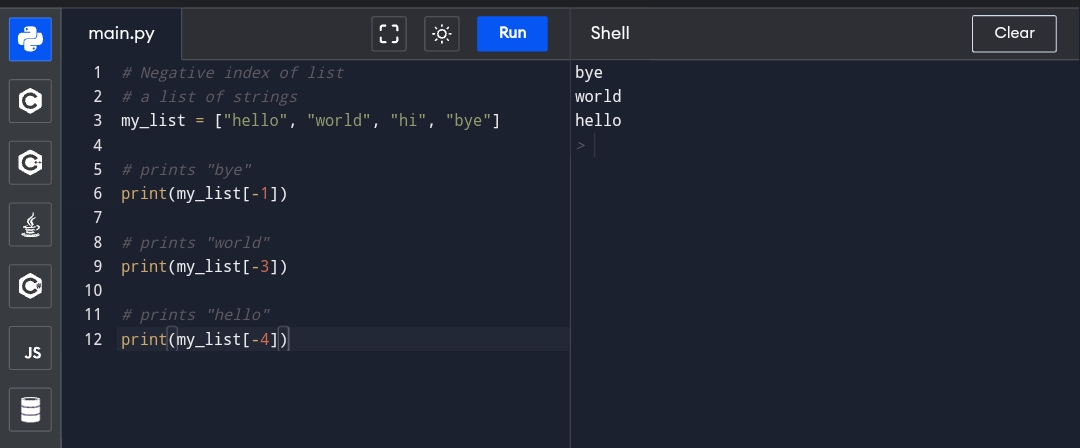 main.py
Run
Shell
Clear
1 # Negative index of list
2 # a list of strings
3 my_list = ["hello", "world", "hi", "bye"]
4
5 # prints "bye"
6 print(my_list[-1])
7
8 # prints "world"
9 print(my_list[-3])
10
11 # prints "hello"
12 print(my_list[-4])
JS
bye
world
hello
>